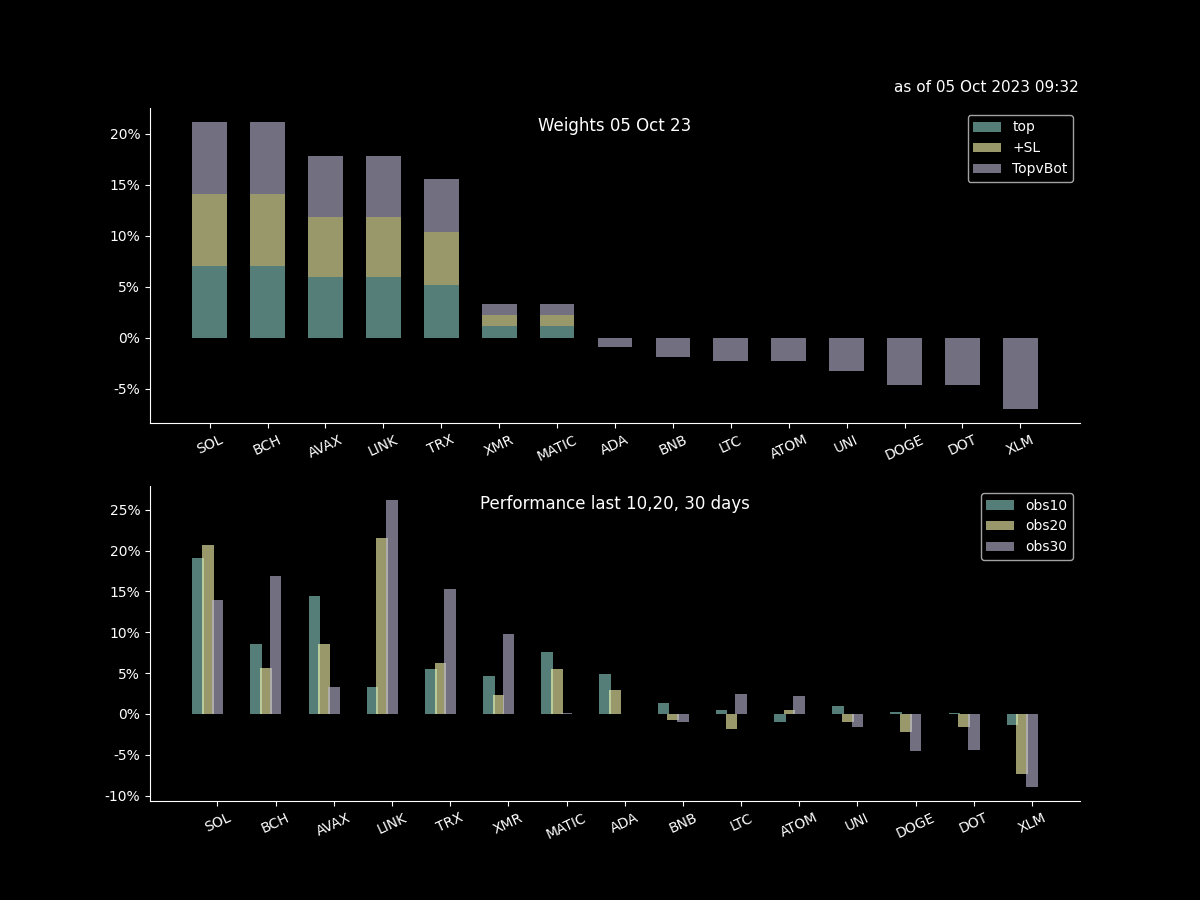 as of 05 Oct 2023 09:32
Weights 05 Oct 23
top
+SL
TopvBot
20%
15%
10%
5%
0%
-5%
SOL BCH AVAX LINK TRX XMR MATIC ADA BNB LTC ATOM UNI DOGE DOT XLM
Performance last 10,20, 30 days
obs10
obs20
obs30
25%
20%
15%
10%
5%
0%
-5%
-10%
SOL BCH AVAX LINK TRX XMR MATIC ADA BNB LTC ATOM UNI DOGE DOT XLM